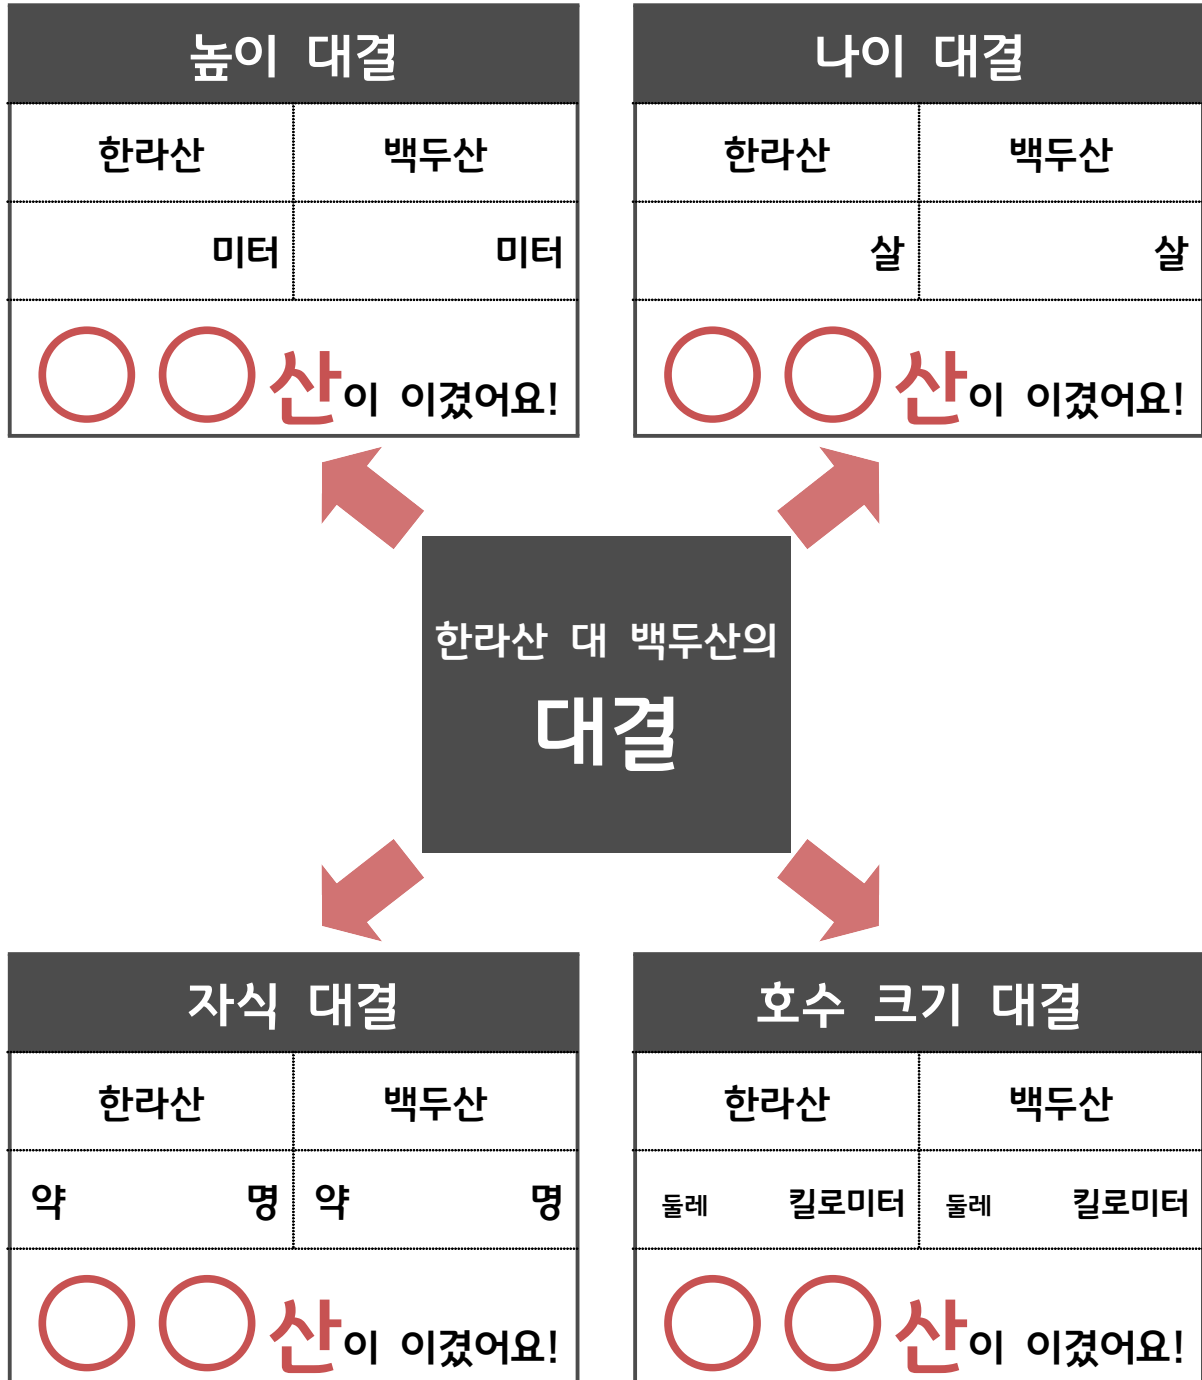 높이 대결
한라산 백두산
미터 미터
○○산이 이겼어요!
나이 대결
한라산 백두산
살 살
○○산이 이겼어요!
한라산 대 백두산의
대결
자식 대결
한라산 백두산
약 명 약 명
○○산이 이겼어요!
호수 크기 대결
한라산 백두산
둘레 킬로미터 둘레 킬로미터
○○산이 이겼어요!